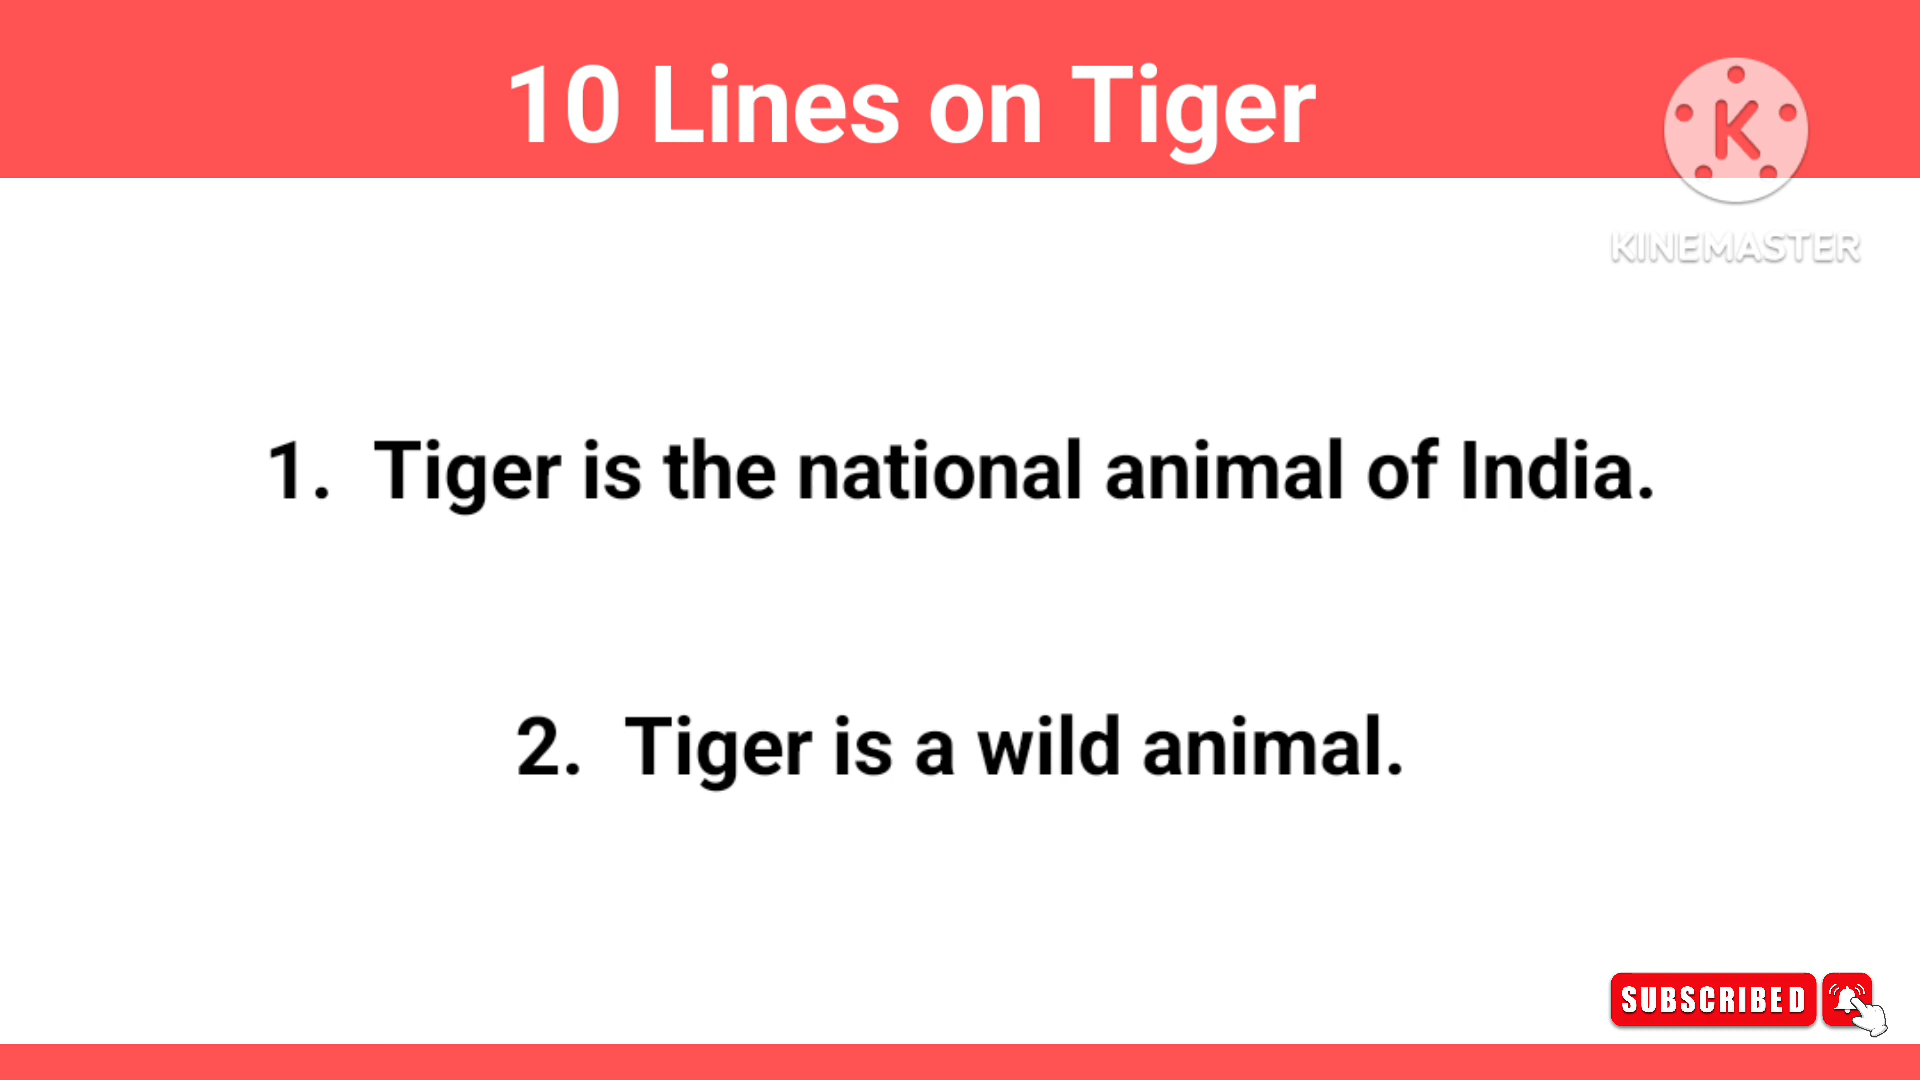 10 Lines on Tiger
K
KINEMASTER
1. Tiger is the national animal of India.
2. Tiger is a wild animal.
SUBSCRIBED